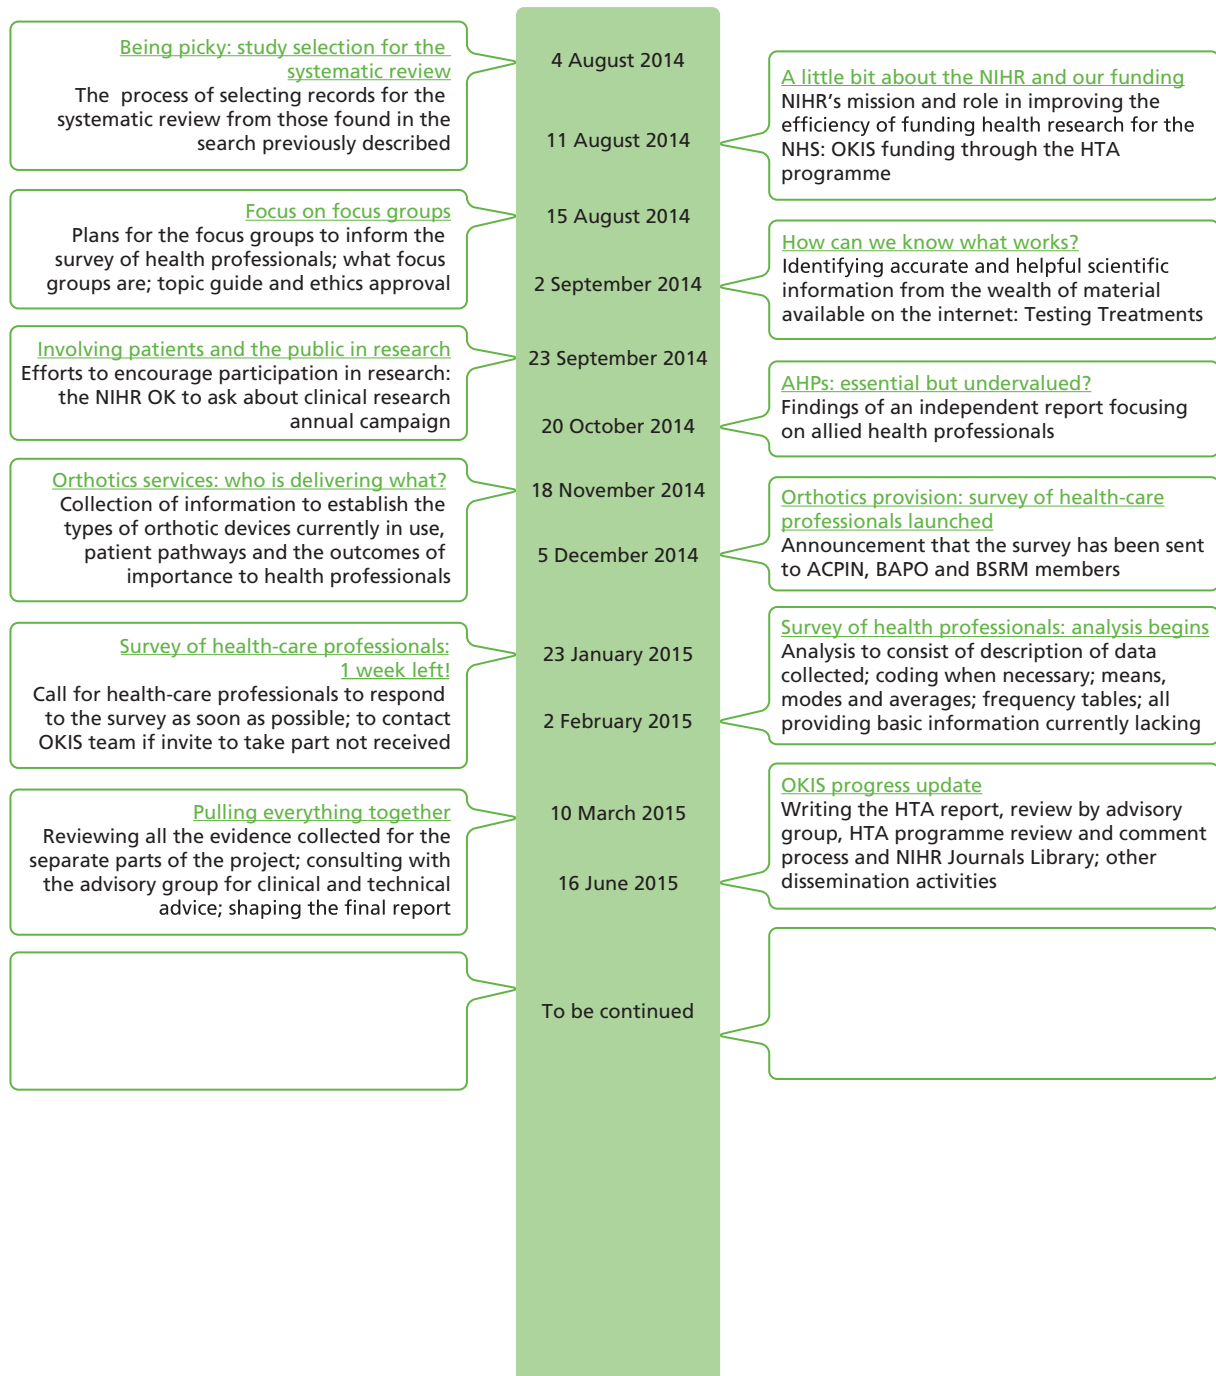 4 August 2014
Being picky: study selection for the
systematic review
The process of selecting records for the
systematic review from those found in the
search previously described
11 August 2014
A little bit about the NIHR and our funding
NIHR's mission and role in improving the
efficiency of funding health research for the
NHS: OKIS funding through the HTA
programme
15 August 2014
Focus on focus groups
Plans for the focus groups to inform the
survey of health professionals; what focus
groups are; topic guide and ethics approval
2 September 2014
How can we know what works?
Identifying accurate and helpful scientific
information from the wealth of material
available on the internet: Testing Treatments
23 September 2014
Involving patients and the public in research
Efforts to encourage participation in research:
the NIHR OK to ask about clinical research
annual campaign
20 October 2014
AHPs: essential but undervalued?
Findings of an independent report focusing
on allied health professionals
18 November 2014
Orthotics services: who is delivering what?
Collection of information to establish the
types of orthotic devices currently in use,
patient pathways and the outcomes of
importance to health professionals
5 December 2014
Orthotics provision: survey of health-care
professionals launched
Announcement that the survey has been sent
to ACPIN, BAPO and BSRM members
23 January 2015
Survey of health-care professionals:
1 week left!
Call for health-care professionals to respond
to the survey as soon as possible; to contact
OKIS team if invite to take part not received
2 February 2015
Survey of health professionals: analysis begins
Analysis to consist of description of data
collected; coding when necessary; means,
modes and averages; frequency tables; all
providing basic information currently lacking
10 March 2015
Pulling everything together
Reviewing all the evidence collected for the
separate parts of the project; consulting with
the advisory group for clinical and technical
advice; shaping the final report
16 June 2015
OKIS progress update
Writing the HTA report, review by advisory
group, HTA programme review and comment
process and NIHR Journals Library; other
dissemination activities
To be continued